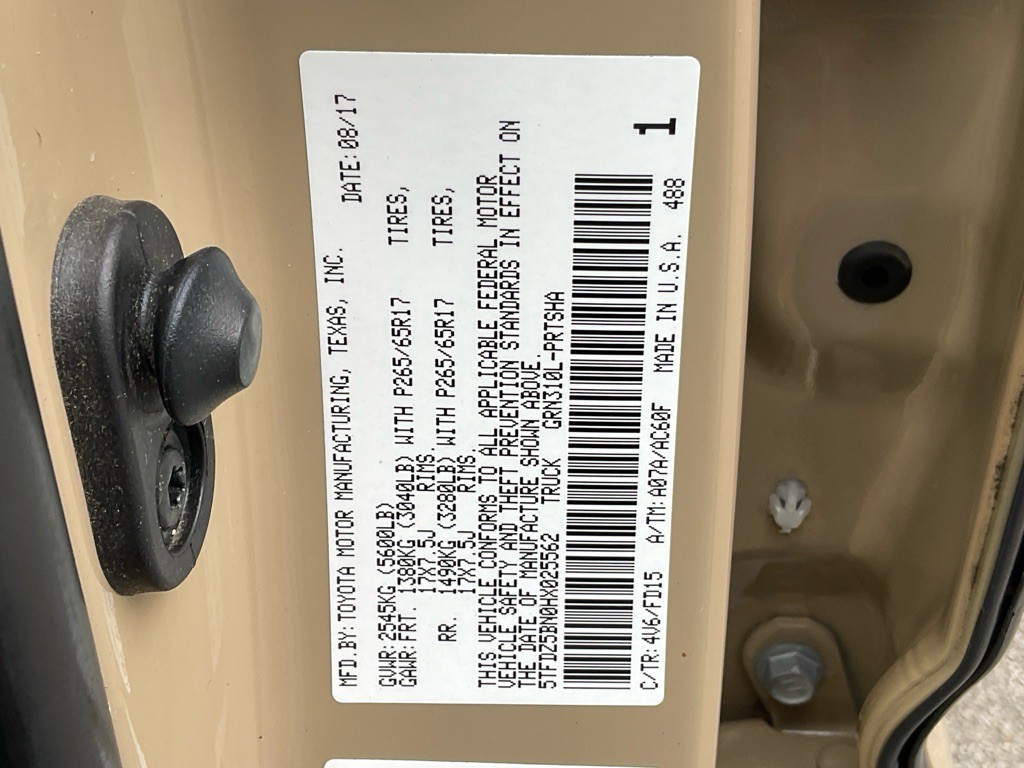 MFD.BY:TOYOTA MOTOR MANUFACTURING, TEXAS, INC. DATE:08/17
GVWR:2545KG (5600LB)
GAWR:FRT. 1380KG (3040LB) WITH P265/65R17 TIRES,
17X7.5J RIMS.
RR. 1490KG (3280LB) WITH P265/65R17 TIRES,
17X7.5J RIMS.
THIS VEHICLE CONFORMS TO ALL APPLICABLE FEDERAL MOTOR
VEHICLE SAFETY AND THEFT PREVENTION STANDARDS IN EFFECT ON
THE DATE OF MANUFACTURE SHOWN ABOVE.
5TFDZ5BN0HX025562 TRUCK GRN310L-PRTSHA
1
C/TR:4V6/FD15 A/TM:A07A/AC60F MADE IN U.S.A. 488